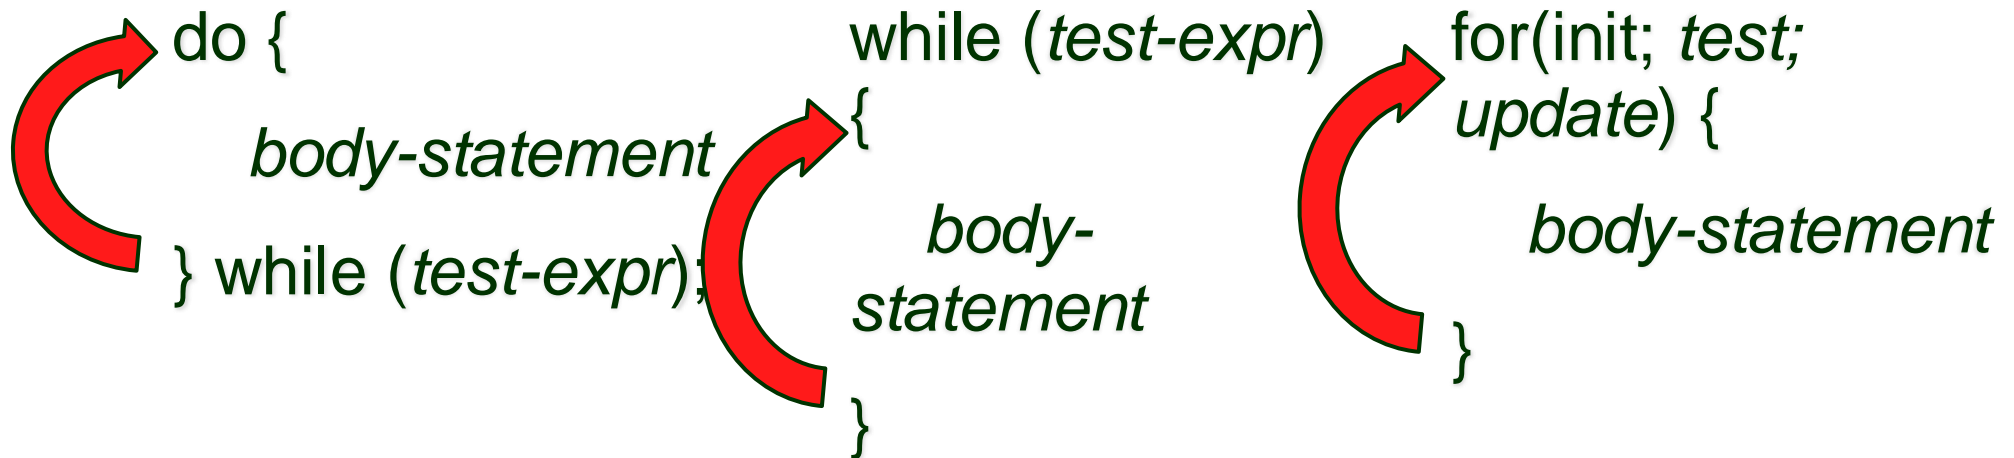 do {
body-statement
} while (test-expr);
while (test-expr)
{
body-
statement
}
for(init; test;
update) {
body-statement
}